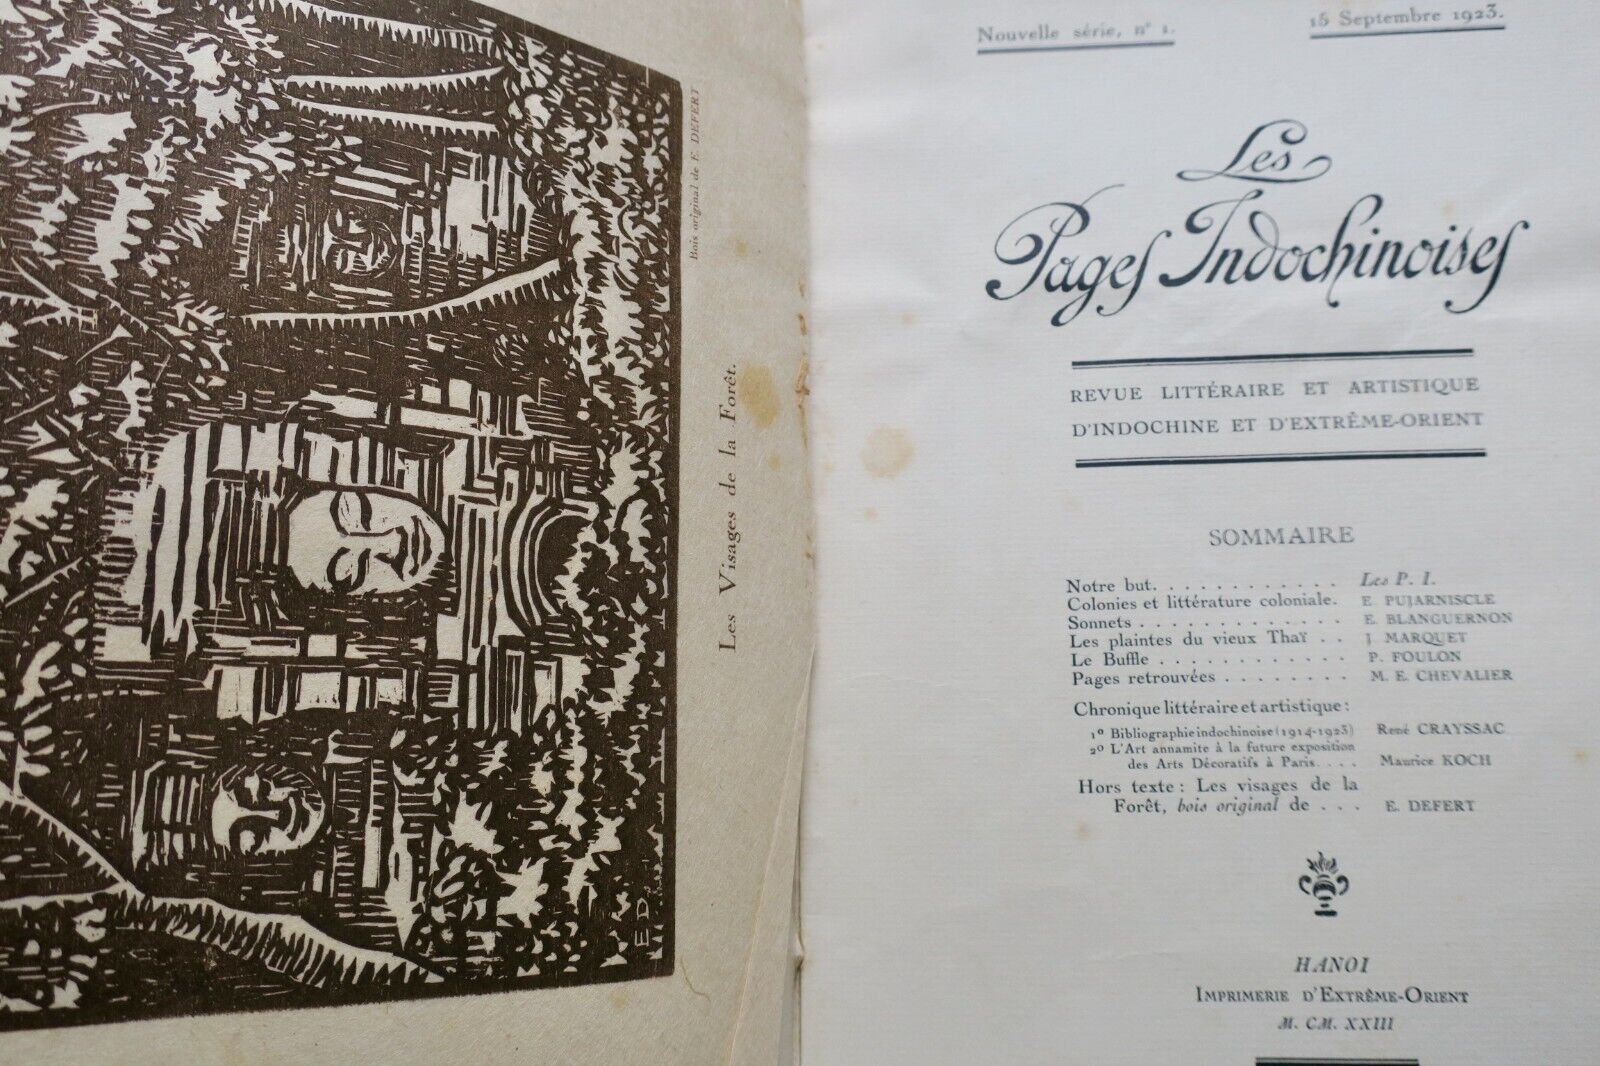 Bois original de E. DEFERT
Les Visages de la Forêt.
ED
Nouvelle série, n° 1.
15 Septembre 1923.
Les
Pages Indochinoises
REVUE LITTÉRAIRE ET ARTISTIQUE
D'INDOCHINE ET D'EXTRÊME-ORIENT
SOMMAIRE
Notre but. . . . . . . . . . . . Les P. I.
Colonies et littérature coloniale. E. PUJARNISCLE
Sonnets . . . . . . . . . . . . . E. BLANGUERNON
Les plaintes du vieux Thaï . . J. MARQUET
Le Buffle . . . . . . . . . . . . P. FOULON
Pages retrouvées . . . . . . . . M. E. CHEVALIER
Chronique littéraire et artistique :
1° Bibliographie indochinoise (1914-1923) René CRAYSSAC
2° L'Art annamite à la future exposition
des Arts Décoratifs à Paris. . . . Maurice KOCH
Hors texte : Les visages de la
Forêt, bois original de . . . E. DEFERT
HANOI
IMPRIMERIE D'EXTRÊME-ORIENT
M. CM. XXIII